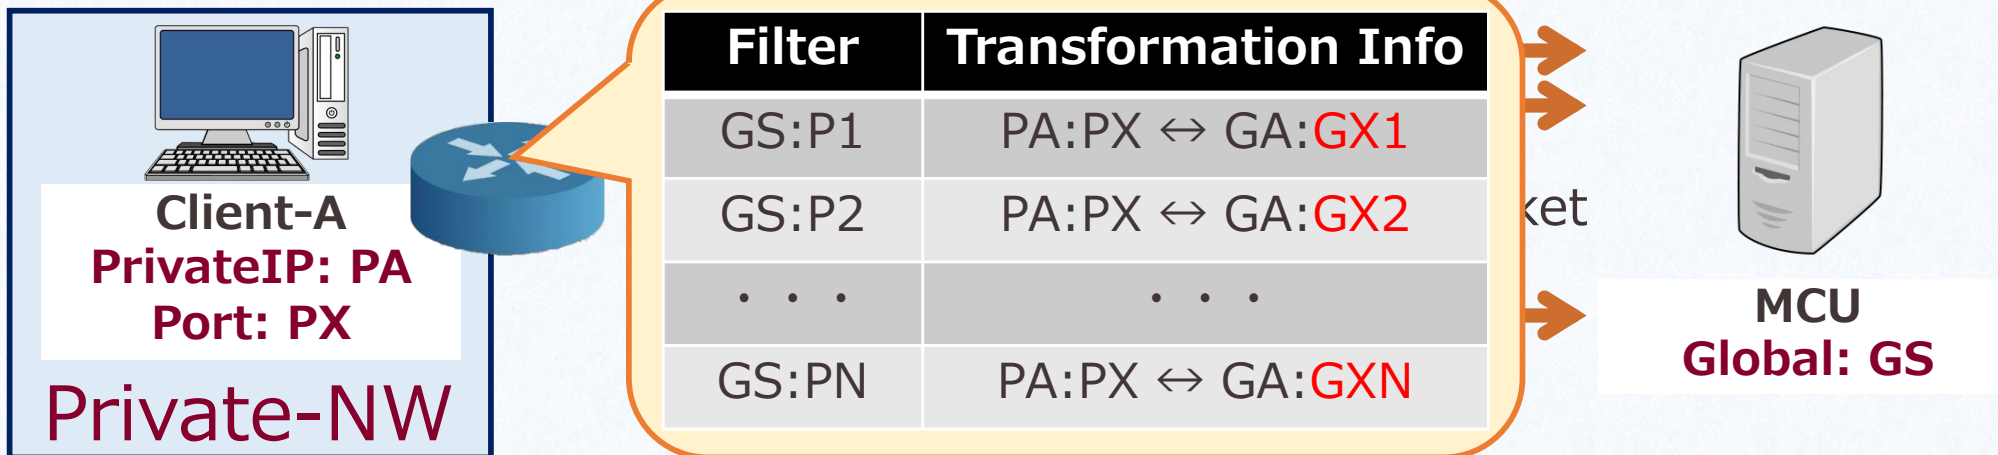 Client-A
PrivateIP: PA
Port: PX
Private-NW
Filter Transformation Info
GS:P1 PA:PX ↔ GA:GX1
GS:P2 PA:PX ↔ GA:GX2
・・・ ・・・
GS:PN PA:PX ↔ GA:GXN
MCU
Global: GS